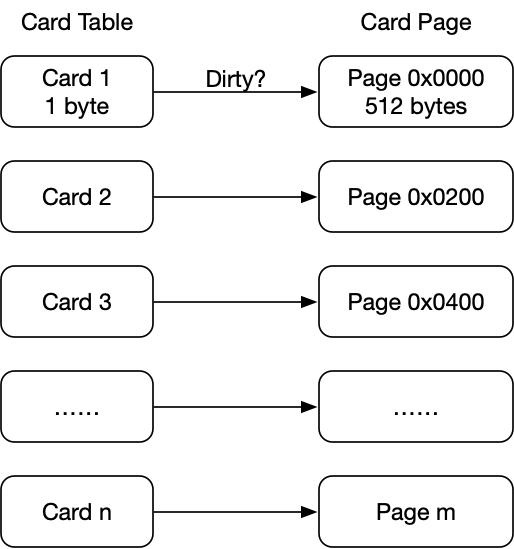 Card Table
Card Page
Card 1
1 byte
Dirty?
Page 0x0000
512 bytes
Card 2
Page 0x0200
Card 3
Page 0x0400
......
......
Card n
Page m